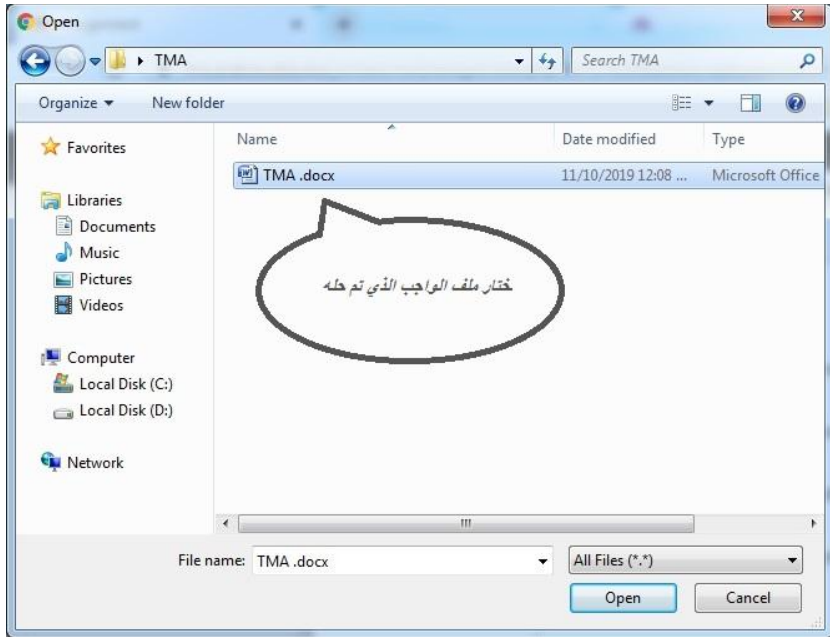 Open
TMA
Search TMA
Organize
New folder
Name
Date modified
Type
Favorites
TMA .docx
11/10/2019 12:08 ...
Microsoft Office
Libraries
Documents
Music
Pictures
Videos
ختار ملف الواجب الذي تم حله
Computer
Local Disk (C:)
Local Disk (D:)
Network
File name:
TMA .docx
All Files (*.*)
Open
Cancel